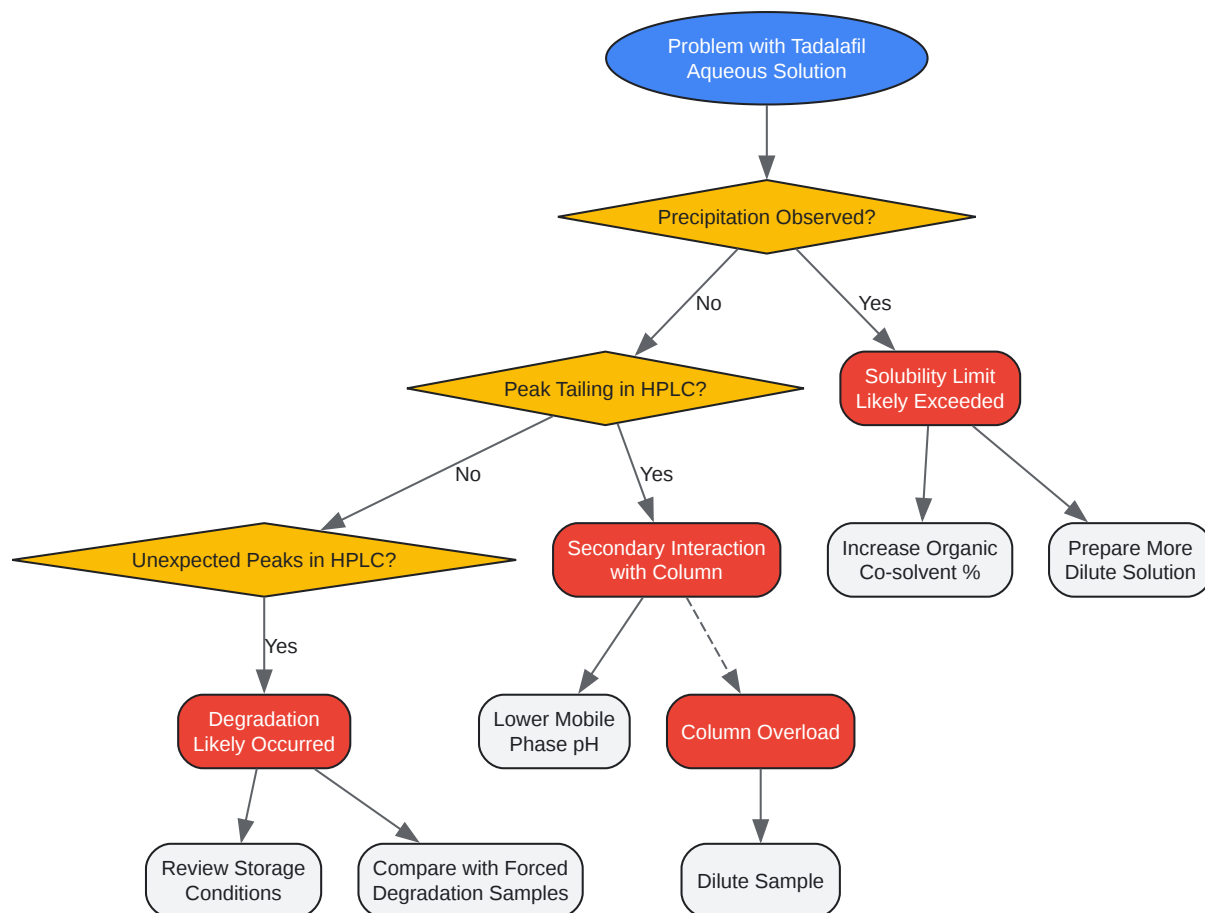 Problem with Tadalafil
Aqueous Solution
Precipitation Observed?
No
Yes
Peak Tailing in HPLC?
Solubility Limit
Likely Exceeded
No
Yes
Unexpected Peaks in HPLC?
Secondary Interaction
with Column
Increase Organic
Co-solvent %
Prepare More
Dilute Solution
Yes
Degradation
Likely Occurred
Lower Mobile
Phase pH
Column Overload
Review Storage
Conditions
Compare with Forced
Degradation Samples
Dilute Sample